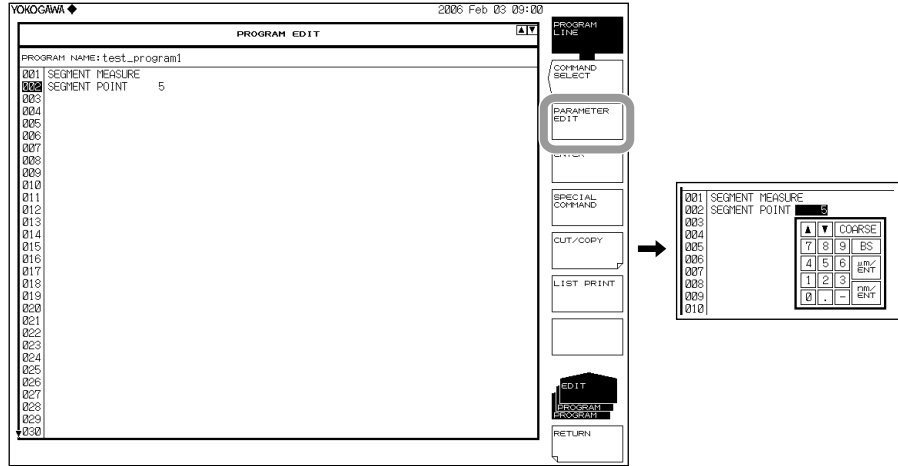 YOKOGAWA ◆ 2006 Feb 03 09:00
PROGRAM EDIT ▲▼
PROGRAM NAME:test_program1
001 SEGMENT MEASURE
002 SEGMENT POINT 5
003
004
005
006
007
008
009
010
011
012
013
014
015
016
017
018
019
020
021
022
023
024
025
026
027
028
029
030
PROGRAM
LINE
COMMAND
SELECT
PARAMETER
EDIT
SPECIAL
COMMAND
CUT/COPY
LIST PRINT
EDIT
PROGRAM
PROGRAM
RETURN
001 SEGMENT MEASURE
002 SEGMENT POINT 5
003
004
005
006
007
008
009
010
▲ ▼ COARSE
7 8 9 BS
4 5 6 μm/
ENT
1 2 3
0 . - nm/
ENT